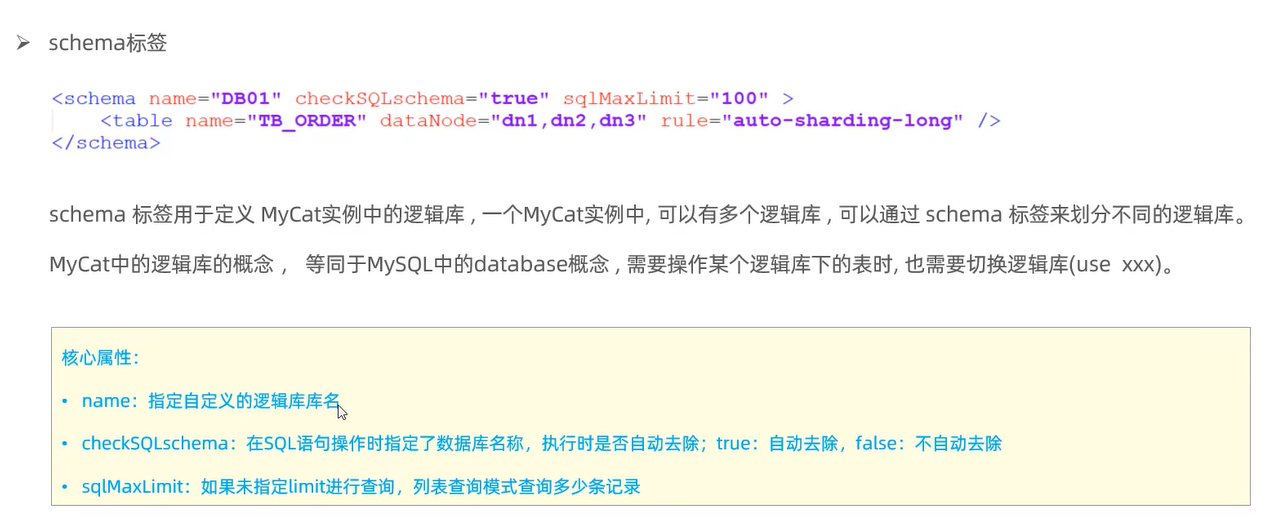 ➢ schema标签
<schema name="DB01" checkSQLschema="true" sqlMaxLimit="100" >
<table name="TB_ORDER" dataNode="dn1,dn2,dn3" rule="auto-sharding-long" />
</schema>
schema 标签用于定义 MyCat实例中的逻辑库 , 一个MyCat实例中, 可以有多个逻辑库 , 可以通过 schema 标签来划分不同的逻辑库。
MyCat中的逻辑库的概念 ， 等同于MySQL中的database概念 , 需要操作某个逻辑库下的表时, 也需要切换逻辑库(use xxx)。
核心属性：
• name：指定自定义的逻辑库库名
• checkSQLschema：在SQL语句操作时指定了数据库名称，执行时是否自动去除；true：自动去除，false：不自动去除
• sqlMaxLimit：如果未指定limit进行查询，列表查询模式查询多少条记录